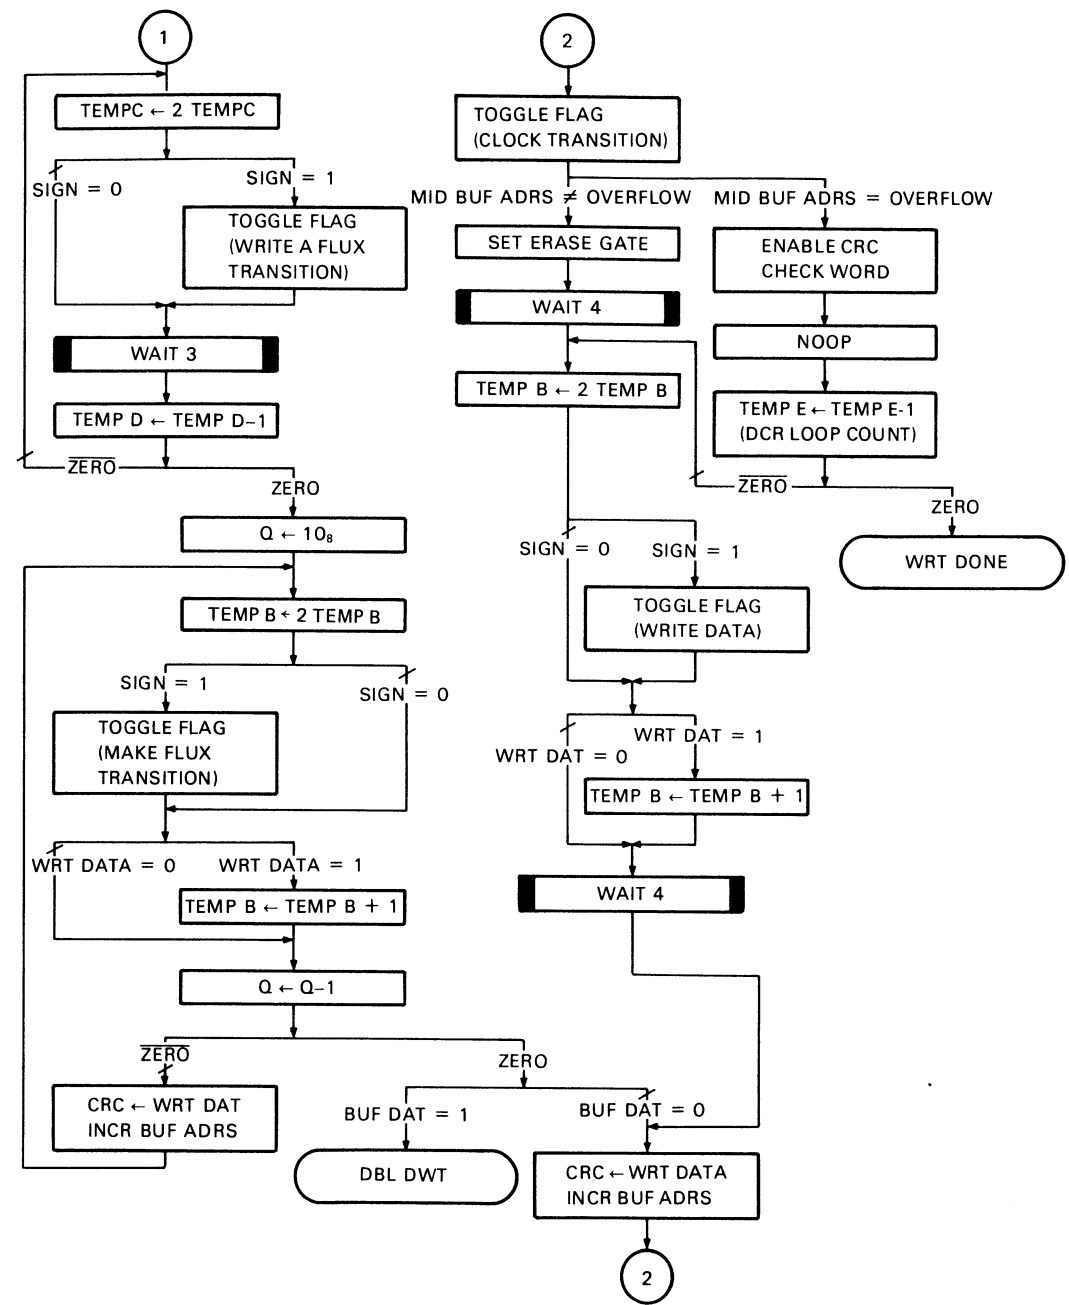 1
TEMPC ← 2 TEMPC
SIGN = 0
SIGN = 1
TOGGLE FLAG
(WRITE A FLUX
TRANSITION)
WAIT 3
TEMP D ← TEMP D–1
Z̅E̅R̅O̅
ZERO
Q ← 10₈
TEMP B ← 2 TEMP B
SIGN = 1
SIGN = 0
TOGGLE FLAG
(MAKE FLUX
TRANSITION)
WRT DATA = 0
WRT DATA = 1
TEMP B ← TEMP B + 1
Q ← Q–1
Z̅E̅R̅O̅
ZERO
CRC ← WRT DAT
INCR BUF ADRS
BUF DAT = 1
BUF DAT = 0
DBL DWT
2
TOGGLE FLAG
(CLOCK TRANSITION)
MID BUF ADRS ≠ OVERFLOW
MID BUF ADRS = OVERFLOW
SET ERASE GATE
WAIT 4
TEMP B ← 2 TEMP B
ENABLE CRC
CHECK WORD
NOOP
TEMP E ← TEMP E-1
(DCR LOOP COUNT)
Z̅E̅R̅O̅
ZERO
WRT DONE
SIGN = 0
SIGN = 1
TOGGLE FLAG
(WRITE DATA)
WRT DAT = 0
WRT DAT = 1
TEMP B ← TEMP B + 1
WAIT 4
CRC ← WRT DATA
INCR BUF ADRS
2